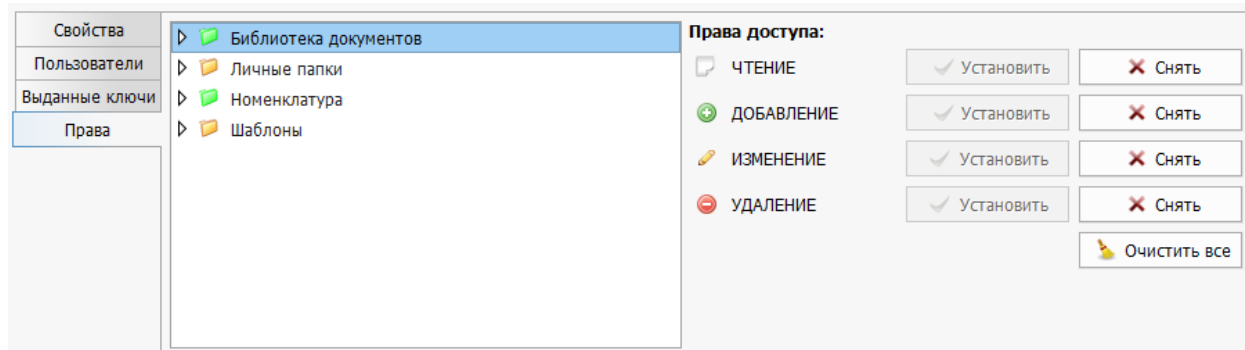 Свойства
Пользователи
Выданные ключи
Права
Библиотека документов
Личные папки
Номенклатура
Шаблоны
Права доступа:
ЧТЕНИЕ Установить Снять
ДОБАВЛЕНИЕ Установить Снять
ИЗМЕНЕНИЕ Установить Снять
УДАЛЕНИЕ Установить Снять
Очистить все